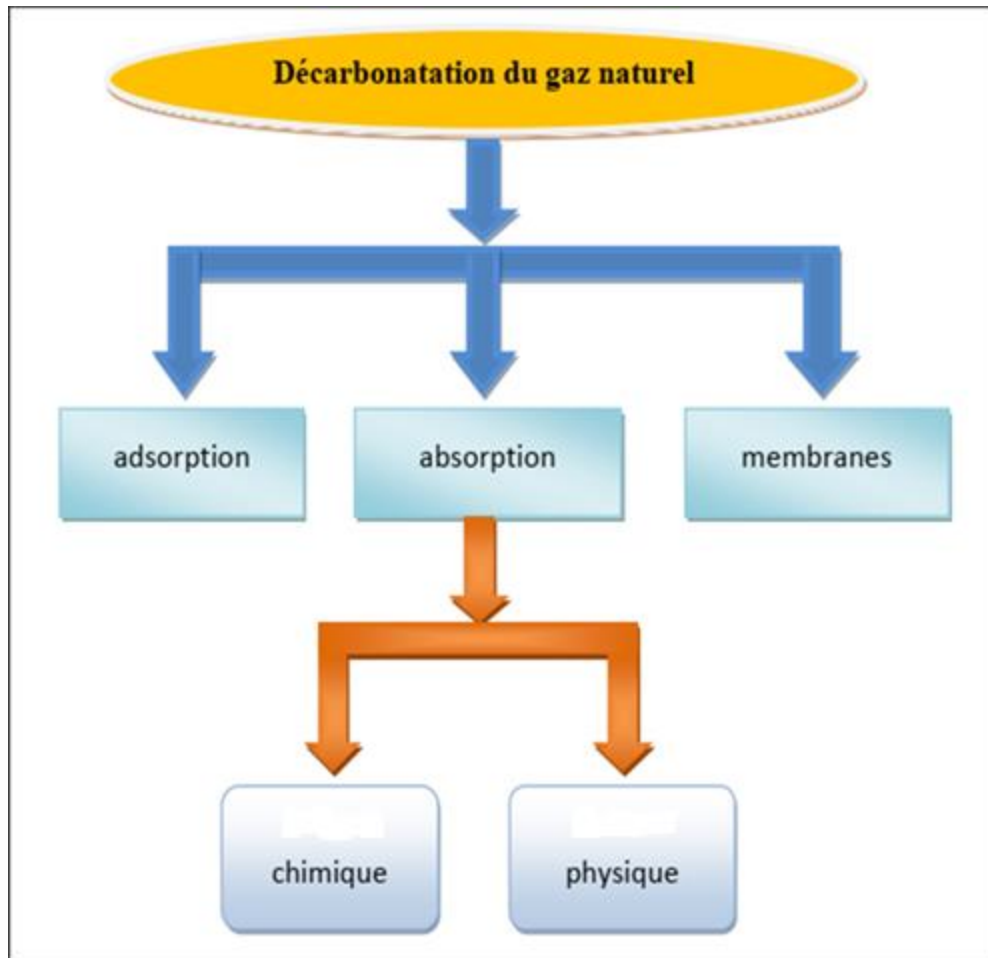 Décarbonatation du gaz naturel
adsorption
absorption
membranes
chimique
physique